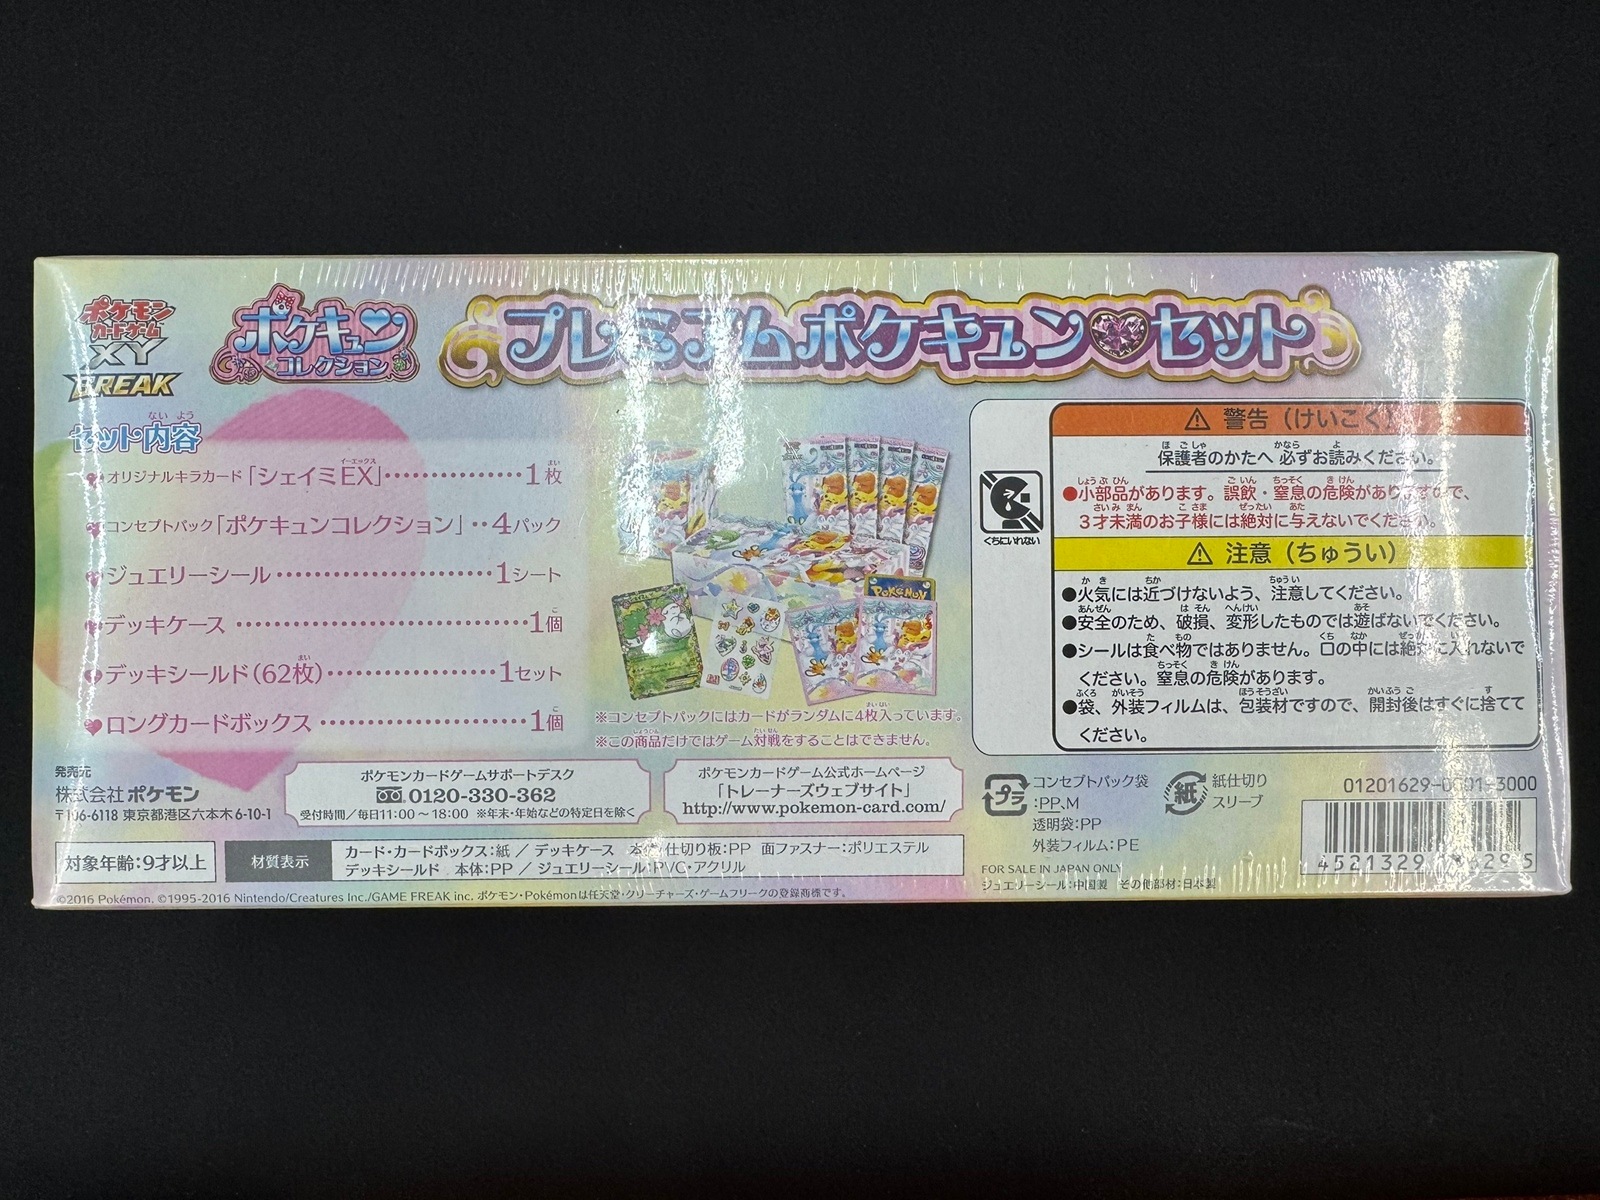 ポケモン
カードゲーム
XY
BREAK
ポケキュン
コレクション
プレミアムポケキュンセット
セット内容
ないよう
オリジナルキラカード「シェイミEX」……………1枚
イーエックス
まい
コンセプトパック「ポケキュンコレクション」‥4パック
ジュエリーシール……………1シート
デッキケース……………1個
こ
デッキシールド(62枚)……………1セット
まい
ロングカードボックス……………1個
こ
POKEMON
※コンセプトパックにはカードがランダムに4枚入っています。
※この商品だけではゲーム対戦をすることはできません。
くちにいれない
⚠ 警告（けいこく）
保護者のかたへ 必ずお読みください。
●小部品があります。誤飲・窒息の危険がありますので、
3才未満のお子様には絶対に与えないでください。
⚠ 注意（ちゅうい）
●火気には近づけないよう、注意してください。
●安全のため、破損、変形したものでは遊ばないでください。
●シールは食べ物ではありません。口の中には絶対に入れないで
ください。窒息の危険があります。
●袋、外装フィルムは、包装材ですので、開封後はすぐに捨てて
ください。
発売元
株式会社ポケモン
〒106-6118 東京都港区六本木6-10-1
ポケモンカードゲームサポートデスク
0120-330-362
受付時間／毎日11:00～18:00 ※年末・年始などの特定日を除く
ポケモンカードゲーム公式ホームページ
「トレーナーズウェブサイト」
http://www.pokemon-card.com/
プラ
コンセプトパック袋
:PP、M
透明袋:PP
外装フィルム:PE
紙
紙仕切り
スリーブ
01201629-0001-3000
4521329
対象年齢:9才以上
材質表示
カード・カードボックス:紙 ／ デッキケース 本体/仕切り板:PP 面ファスナー:ポリエステル
デッキシールド 本体:PP ／ ジュエリーシール:PVC・アクリル
FOR SALE IN JAPAN ONLY
ジュエリーシール:中国製 その他部材:日本製
©2016 Pokémon. ©1995-2016 Nintendo/Creatures Inc./GAME FREAK inc. ポケモン・Pokémonは任天堂・クリーチャーズ・ゲームフリークの登録商標です。